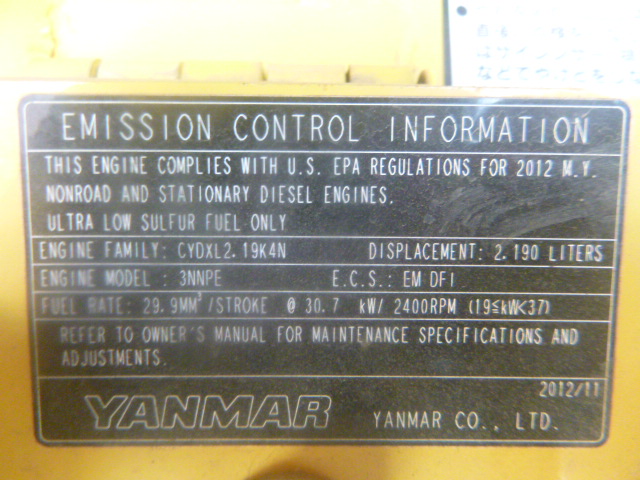 EMISSION CONTROL INFORMATION
THIS ENGINE COMPLIES WITH U.S. EPA REGULATIONS FOR 2012 M.Y.
NONROAD AND STATIONARY DIESEL ENGINES.
ULTRA LOW SULFUR FUEL ONLY
ENGINE FAMILY: CYDXL2.19K4N DISPLACEMENT: 2.190 LITERS
ENGINE MODEL : 3NNPE E.C.S.: EM DFI
FUEL RATE: 29.9MM³/STROKE @ 30.7 kW/ 2400RPM (19≦kW<37)
REFER TO OWNER'S MANUAL FOR MAINTENANCE SPECIFICATIONS AND
ADJUSTMENTS.
2012/11
YANMAR YANMAR CO., LTD.